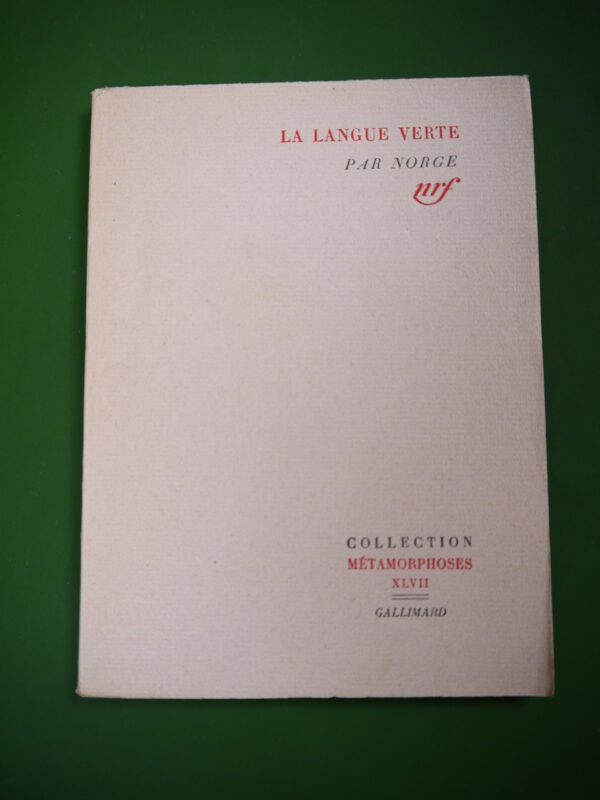 LA LANGUE VERTE
PAR NORGE
nrf
COLLECTION
MÉTAMORPHOSES
XLVII
GALLIMARD